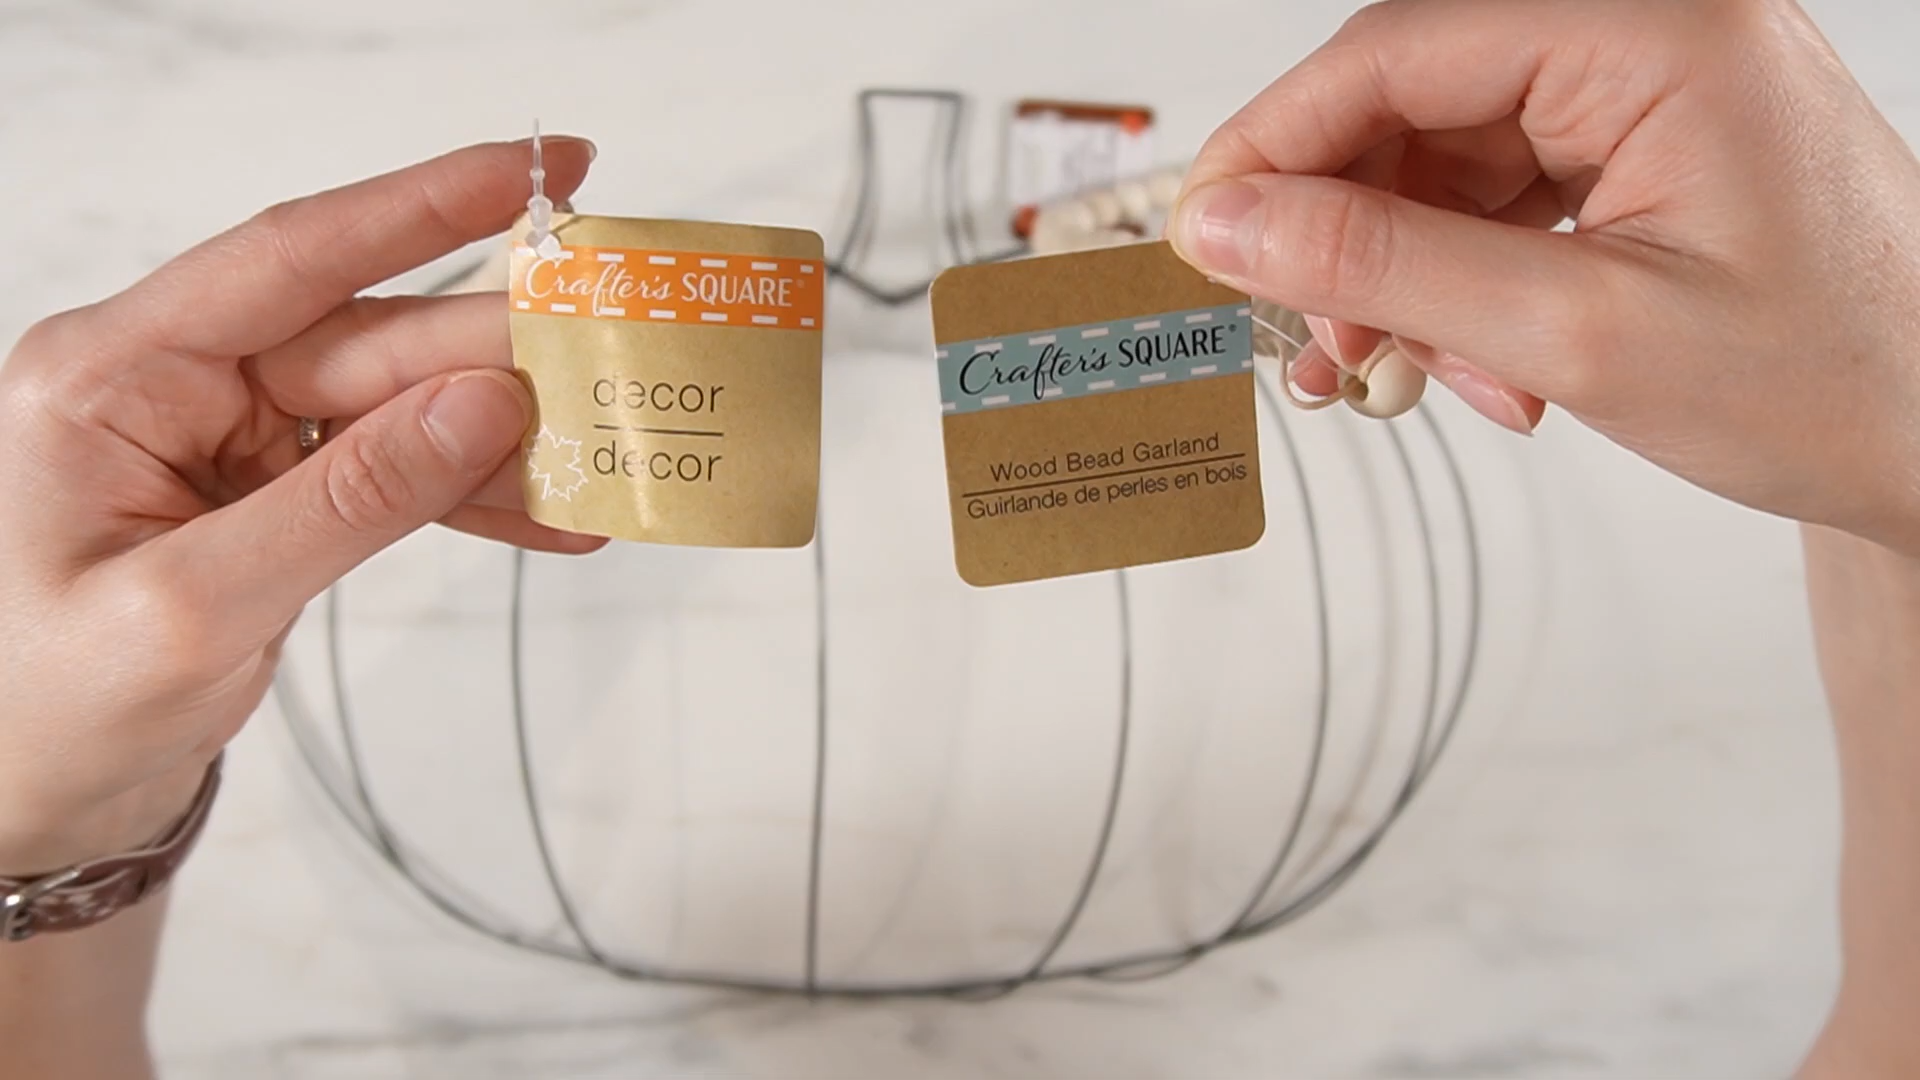 Crafter's SQUARE®
decor
decor
Crafter's SQUARE®
Wood Bead Garland
Guirlande de perles en bois